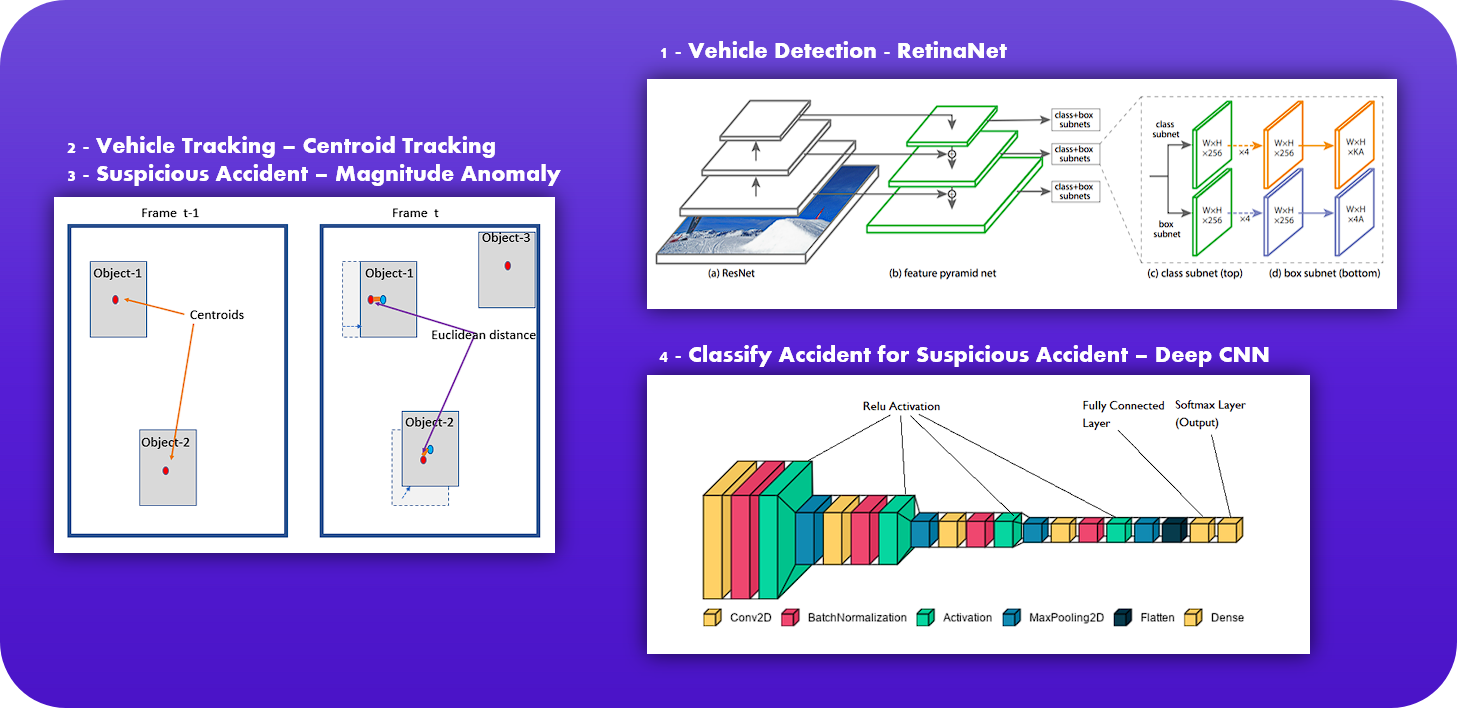 1 - Vehicle Detection - RetinaNet
class+box
subnets
class+box
subnets
class+box
subnets
class
subnet
W×H
×256
×4
W×H
×256
W×H
×KA
box
subnet
W×H
×256
×4
W×H
×256
W×H
×4A
(a) ResNet
(b) feature pyramid net
(c) class subnet (top)
(d) box subnet (bottom)
2 - Vehicle Tracking – Centroid Tracking
3 - Suspicious Accident – Magnitude Anomaly
Frame t-1
Frame t
Object-1
Centroids
Object-2
Object-3
Object-1
Euclidean distance
Object-2
4 - Classify Accident for Suspicious Accident – Deep CNN
Relu Activation
Fully Connected
Layer
Softmax Layer
(Output)
Conv2D
BatchNormalization
Activation
MaxPooling2D
Flatten
Dense